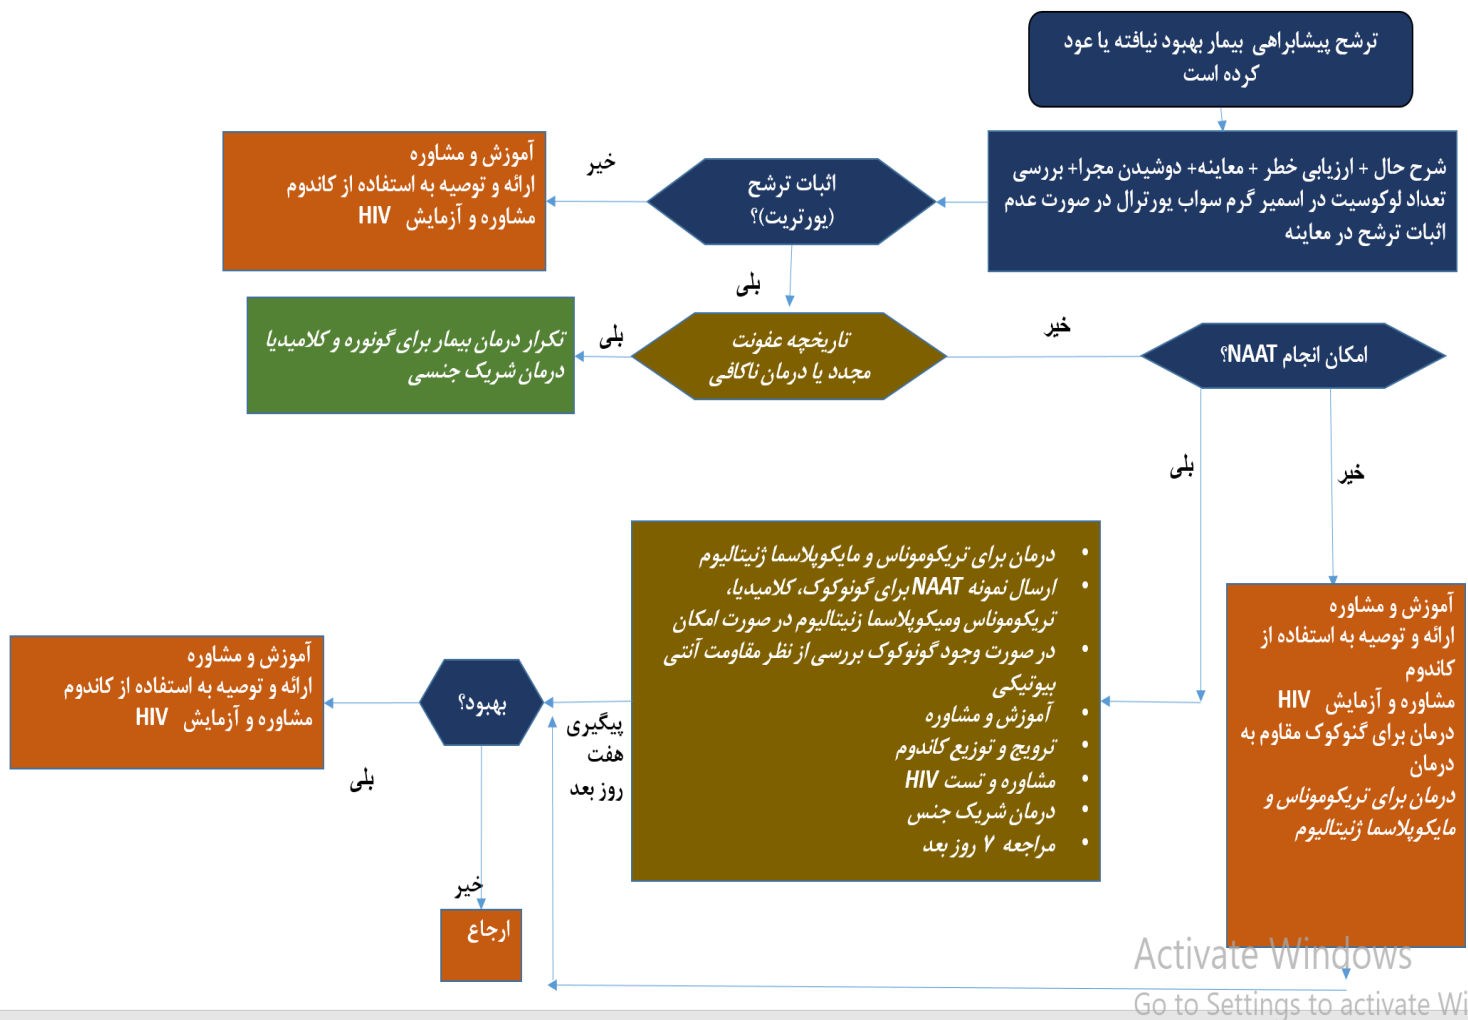 ترشح پیشابراهی بیمار بهبود نیافته یا عود
کرده است
شرح حال + ارزیابی خطر + معاینه+ دوشیدن مجرا+ بررسی
تعداد لوکوسیت در اسمیر گرم سواب یورترال در صورت عدم
اثبات ترشح در معاینه
اثبات ترشح
(یورتریت)؟
خیر
آموزش و مشاوره
ارائه و توصیه به استفاده از کاندوم
مشاوره و آزمایش HIV
بلی
تاریخچه عفونت
مجدد یا درمان ناکافی
بلی
تکرار درمان بیمار برای گونوره و کلامیدیا
درمان شریک جنسی
خیر
امکان انجام NAAT؟
بلی
خیر
• درمان برای تریکوموناس و مایکوپلاسما ژنیتالیوم
• ارسال نمونه NAAT برای گونوکوک، کلامیدیا،
تریکوموناس ومیکوپلاسما زنیتالیوم در صورت امکان
• در صورت وجود گونوکوک بررسی از نظر مقاومت آنتی
بیوتیکی
• آموزش و مشاوره
• ترویج و توزیع کاندوم
• مشاوره و تست HIV
• درمان شریک جنس
• مراجعه ۷ روز بعد
آموزش و مشاوره
ارائه و توصیه به استفاده از
کاندوم
مشاوره و آزمایش HIV
درمان برای گنوکوک مقاوم به
درمان
درمان برای تریکوموناس و
مایکوپلاسما ژنیتالیوم
پیگیری
هفت
روز بعد
بهبود؟
بلی
آموزش و مشاوره
ارائه و توصیه به استفاده از کاندوم
مشاوره و آزمایش HIV
خیر
ارجاع
Activate Windows
Go to Settings to activate Wi